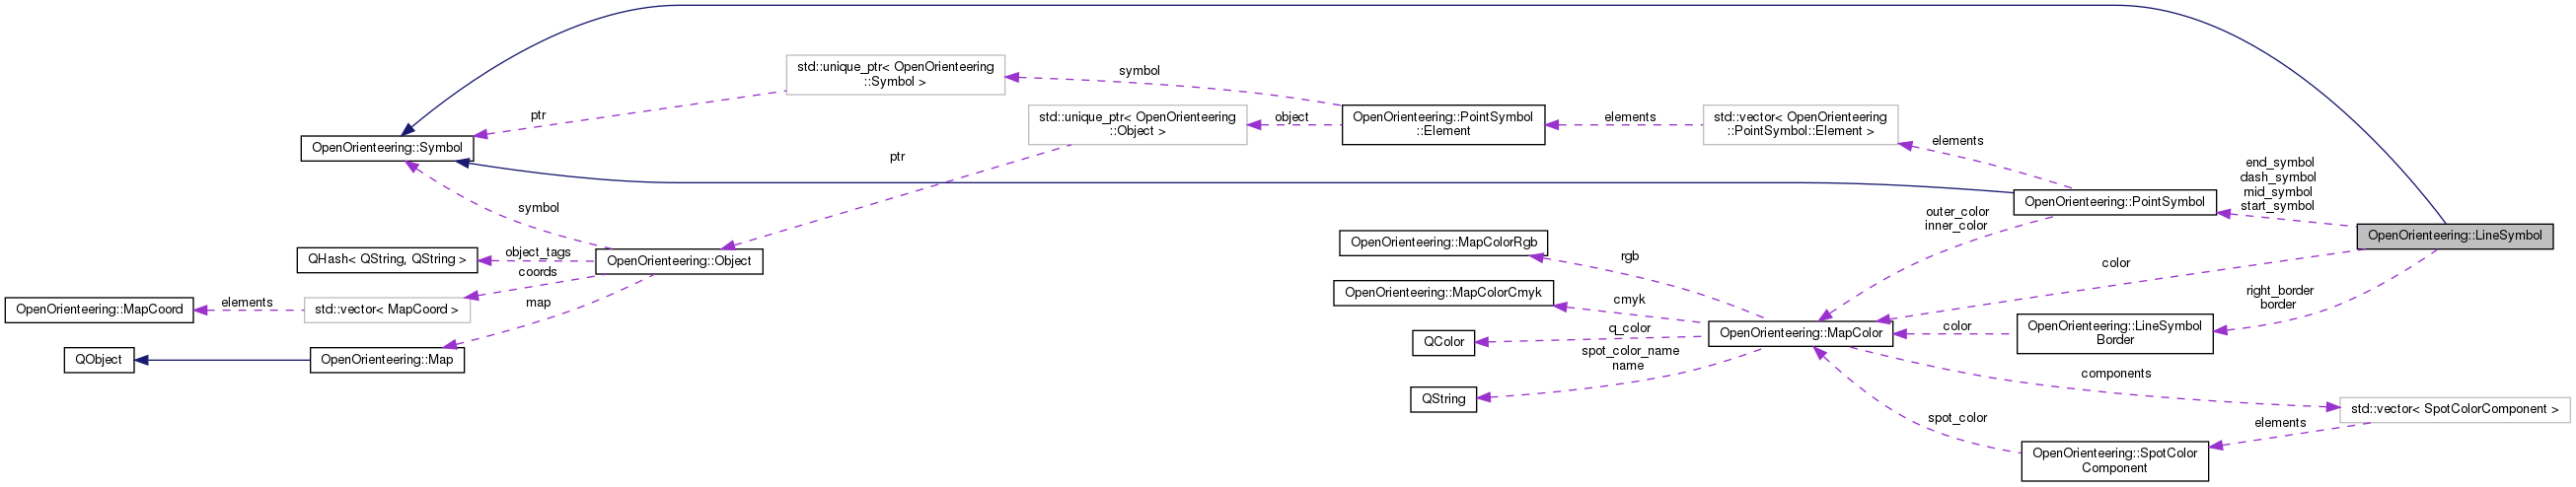 std::unique_ptr< OpenOrienteering
::Symbol >
symbol
ptr
std::unique_ptr< OpenOrienteering
::Object >
object
OpenOrienteering::PointSymbol
::Element
elements
std::vector< OpenOrienteering
::PointSymbol::Element >
elements
OpenOrienteering::Symbol
ptr
end_symbol
dash_symbol
mid_symbol
start_symbol
OpenOrienteering::PointSymbol
symbol
outer_color
inner_color
OpenOrienteering::LineSymbol
OpenOrienteering::MapColorRgb
rgb
color
QHash< QString, QString >
object_tags
OpenOrienteering::Object
coords
OpenOrienteering::MapColorCmyk
cmyk
right_border
border
OpenOrienteering::MapCoord
elements
std::vector< MapCoord >
map
q_color
OpenOrienteering::MapColor
color
OpenOrienteering::LineSymbol
Border
QColor
QObject
OpenOrienteering::Map
spot_color_name
name
components
QString
spot_color
std::vector< SpotColorComponent >
elements
OpenOrienteering::SpotColor
Component